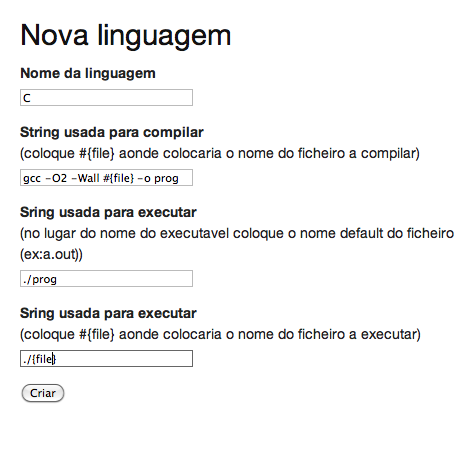 Nova linguagem
Nome da linguagem
C
String usada para compilar
(coloque #{file} aonde colocaria o nome do ficheiro a compilar)
gcc -O2 -Wall #{file} -o prog
Sring usada para executar
(no lugar do nome do executavel coloque o nome default do ficheiro
(ex:a.out))
./prog
Sring usada para executar
(coloque #{file} aonde colocaria o nome do ficheiro a executar)
./{file}
Criar